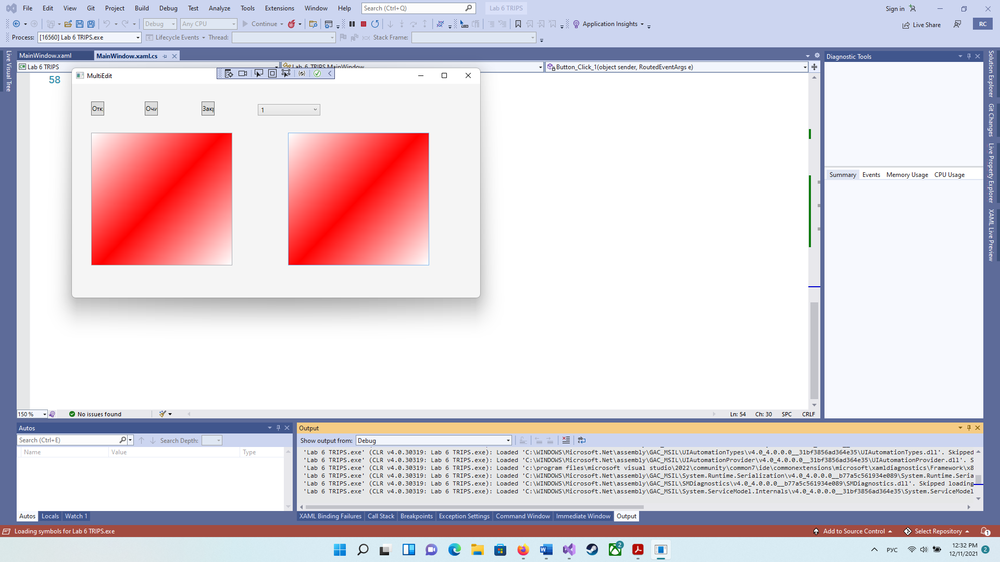 File Edit View Git Project Build Debug Test Analyze Tools Extensions Window Help Search (Ctrl+Q) Lab 6 TRIPS Sign in
Debug Any CPU Continue Application Insights Live Share RC
Process: [16560] Lab 6 TRIPS.exe Lifecycle Events Thread: Stack Frame:
MainWindow.xaml MainWindow.xaml.cs
Diagnostic Tools
Lab 6 TRIPS
Button_Click_1(object sender, RoutedEventArgs e)
58
MultiEdit
Отк Очи Зак 1
Live Visual Tree
Solution Explorer
Git Changes
Live Property Explorer
XAML Live Preview
Summary Events Memory Usage CPU Usage
150 % No issues found Ln: 54 Ch: 30 SPC CRLF
Autos
Search (Ctrl+E) Search Depth:
Name Value Type
Autos Locals Watch 1
Output
Show output from: Debug
'Lab 6 TRIPS.exe' (CLR v4.0.30319: Lab 6 TRIPS.exe): Loaded 'C:\WINDOWS\Microsoft.Net\assembly\GAC_MSIL\UIAutomationTypes\v4.0_4.0.0.0__31bf3856ad364e35\UIAutomationTypes.dll'. Skipped
'Lab 6 TRIPS.exe' (CLR v4.0.30319: Lab 6 TRIPS.exe): Loaded 'C:\WINDOWS\Microsoft.Net\assembly\GAC_MSIL\UIAutomationProvider\v4.0_4.0.0.0__31bf3856ad364e35\UIAutomationProvider.dll'. S
'Lab 6 TRIPS.exe' (CLR v4.0.30319: Lab 6 TRIPS.exe): Loaded 'c:\program files\microsoft visual studio\2022\community\common7\ide\commonextensions\microsoft\xamldiagnostics\Framework\x8
'Lab 6 TRIPS.exe' (CLR v4.0.30319: Lab 6 TRIPS.exe): Loaded 'C:\WINDOWS\Microsoft.Net\assembly\GAC_MSIL\System.Runtime.Serialization\v4.0_4.0.0.0__b77a5c561934e089\System.Runtime.Seria
'Lab 6 TRIPS.exe' (CLR v4.0.30319: Lab 6 TRIPS.exe): Loaded 'C:\WINDOWS\Microsoft.Net\assembly\GAC_MSIL\SMDiagnostics\v4.0_4.0.0.0__b77a5c561934e089\SMDiagnostics.dll'. Skipped loading
'Lab 6 TRIPS.exe' (CLR v4.0.30319: Lab 6 TRIPS.exe): Loaded 'C:\WINDOWS\Microsoft.Net\assembly\GAC_MSIL\System.ServiceModel.Internals\v4.0_4.0.0.0__31bf3856ad364e35\System.ServiceModel
XAML Binding Failures Call Stack Breakpoints Exception Settings Command Window Immediate Window Output
Loading symbols for Lab 6 TRIPS.exe Add to Source Control Select Repository 1
2 РУС 12:32 PM 2
12/11/2021